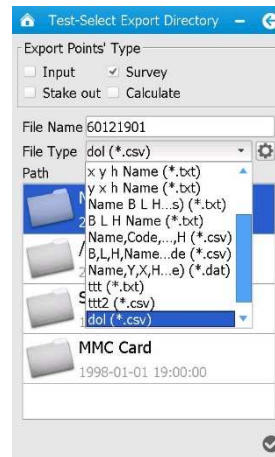 Test-Select Export Directory
Export Points' Type
Input Survey
Stake out Calculate
File Name 60121901
File Type dol (*.csv)
Path
x y h Name (*.txt)
y x h Name (*.txt)
Name B L H...s) (*.txt)
B L H Name (*.txt)
Name,Code,...,H (*.csv)
B,L,H,Name...de (*.csv)
Name,Y,X,H...e) (*.dat)
ttt (*.txt)
ttt2 (*.csv)
dol (*.csv)
MMC Card
1998-01-01 19:00:00